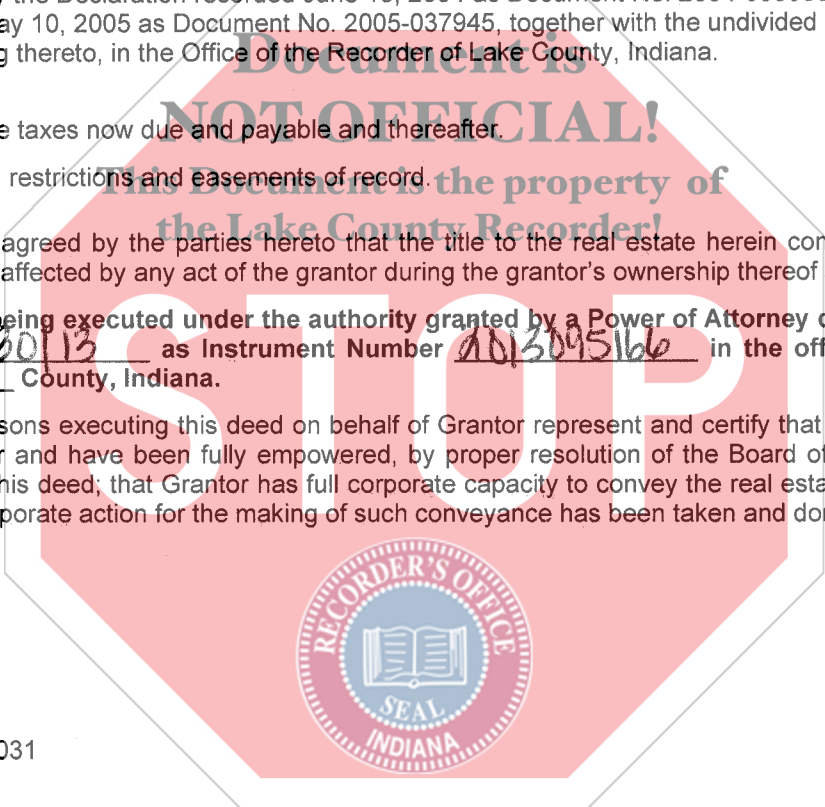 the Declaration recorded June
ay 10, 2005 as Document No. 2005-037945, together with the undivided
g thereto, in the Office of the Recorder of Lake County, Indiana.
Document is
NOT OFFICIAL!
e taxes now due and payable and thereafter.
This Document is the property of
restrictions and easements of record.
the Lake County Recorder!
agreed by the parties hereto that the title to the real estate herein con
affected by any act of the grantor during the grantor's ownership thereof
eing executed under the authority granted by a Power of Attorney
30/13 as Instrument Number 2013095166 in the off
County, Indiana.
STOP
sons executing this deed on behalf of Grantor represent and certify that
r and have been fully empowered, by proper resolution of the Board of
his deed; that Grantor has full corporate capacity to convey the real esta
porate action for the making of such conveyance has been taken and do
RECORDER'S OFFICE
SEAL
INDIANA
031